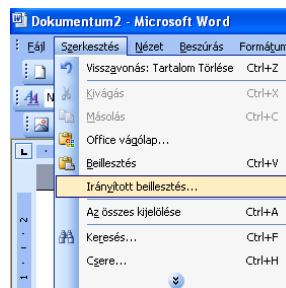 Dokumentum2 - Microsoft Word
Fájl Szerkesztés Nézet Beszúrás Formátum
Visszavonás: Tartalom Törlése Ctrl+Z
Kivágás Ctrl+X
Másolás Ctrl+C
Office vágólap...
Beillesztés Ctrl+V
Irányított beillesztés...
Az összes kijelölése Ctrl+A
Keresés... Ctrl+F
Csere... Ctrl+H